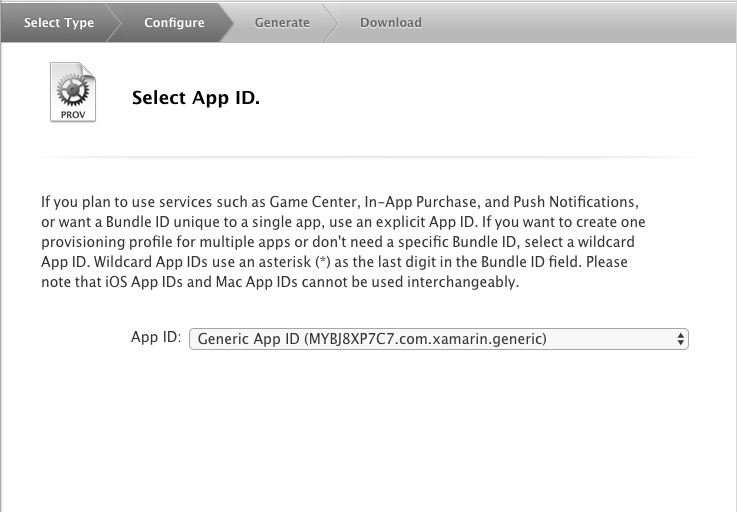 Select Type Configure Generate Download
PROV
Select App ID.
If you plan to use services such as Game Center, In-App Purchase, and Push Notifications,
or want a Bundle ID unique to a single app, use an explicit App ID. If you want to create one
provisioning profile for multiple apps or don't need a specific Bundle ID, select a wildcard
App ID. Wildcard App IDs use an asterisk (*) as the last digit in the Bundle ID field. Please
note that iOS App IDs and Mac App IDs cannot be used interchangeably.
App ID: Generic App ID (MYBJ8XP7C7.com.xamarin.generic)